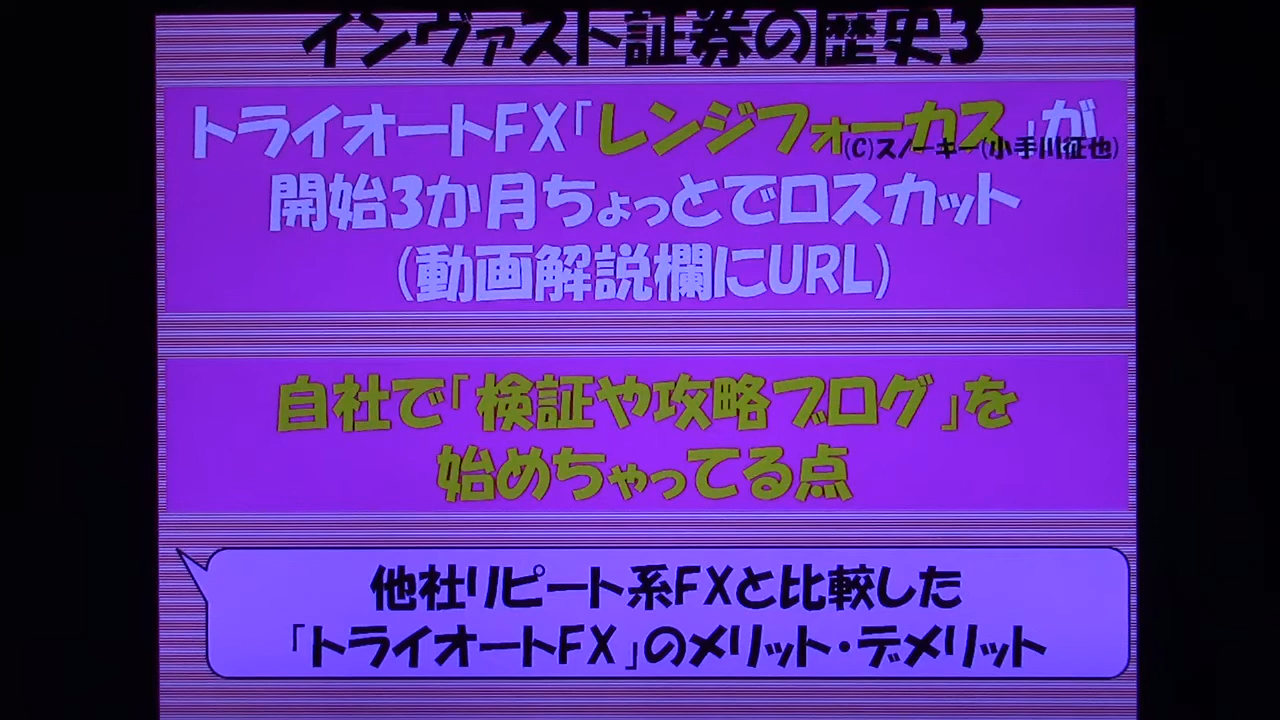 インヴァスト証券の歴史3
トライオートFX｢レンジフォーカス｣が
(C)スノーキー(小手川征也)
開始3か月ちょっとでロスカット
(動画解説欄にURL)
自社で｢検証や攻略ブログ｣を
始めちゃってる点
他社リピート系FXと比較した
｢トライオートFX｣のメリット・デメリット